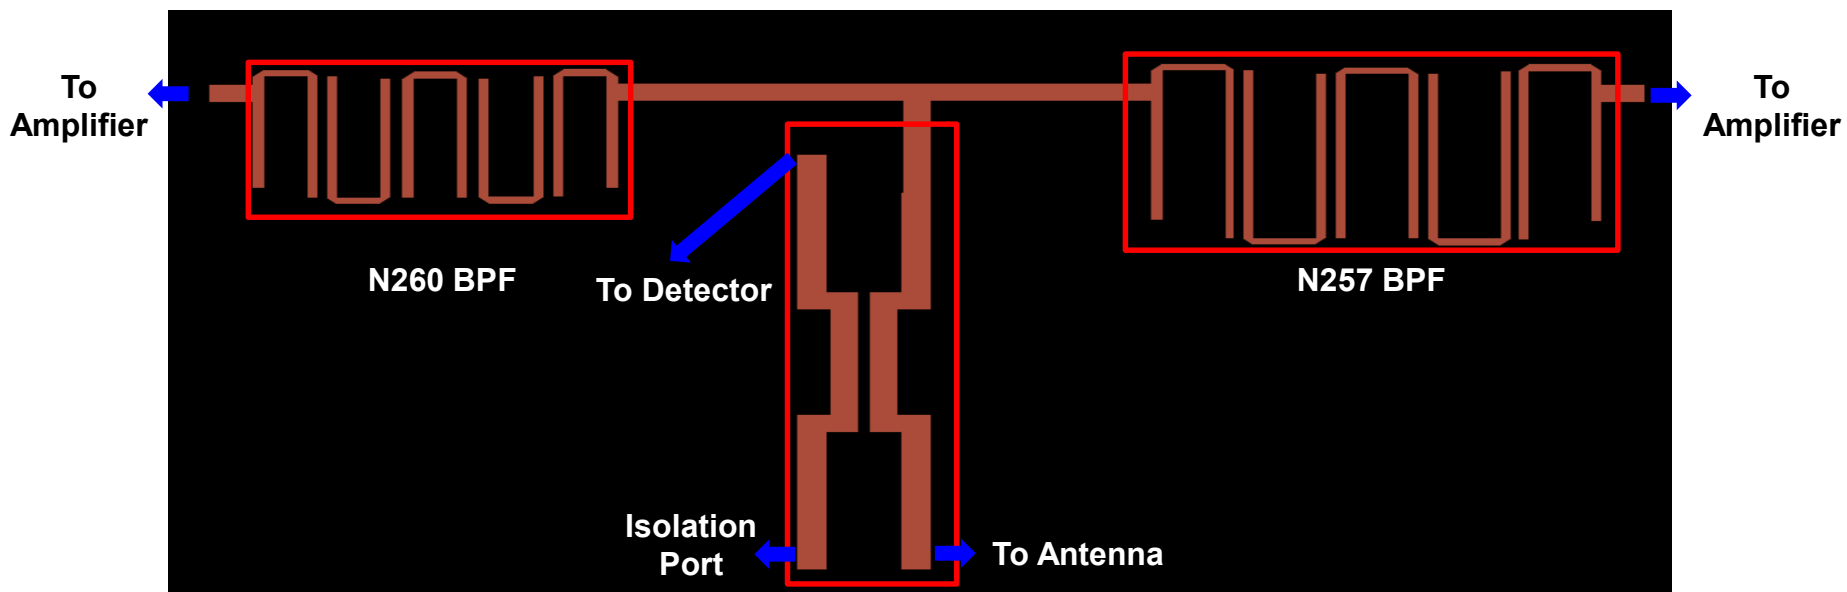 To
Amplifier
To
Amplifier
N260 BPF
To Detector
N257 BPF
Isolation
Port
To Antenna